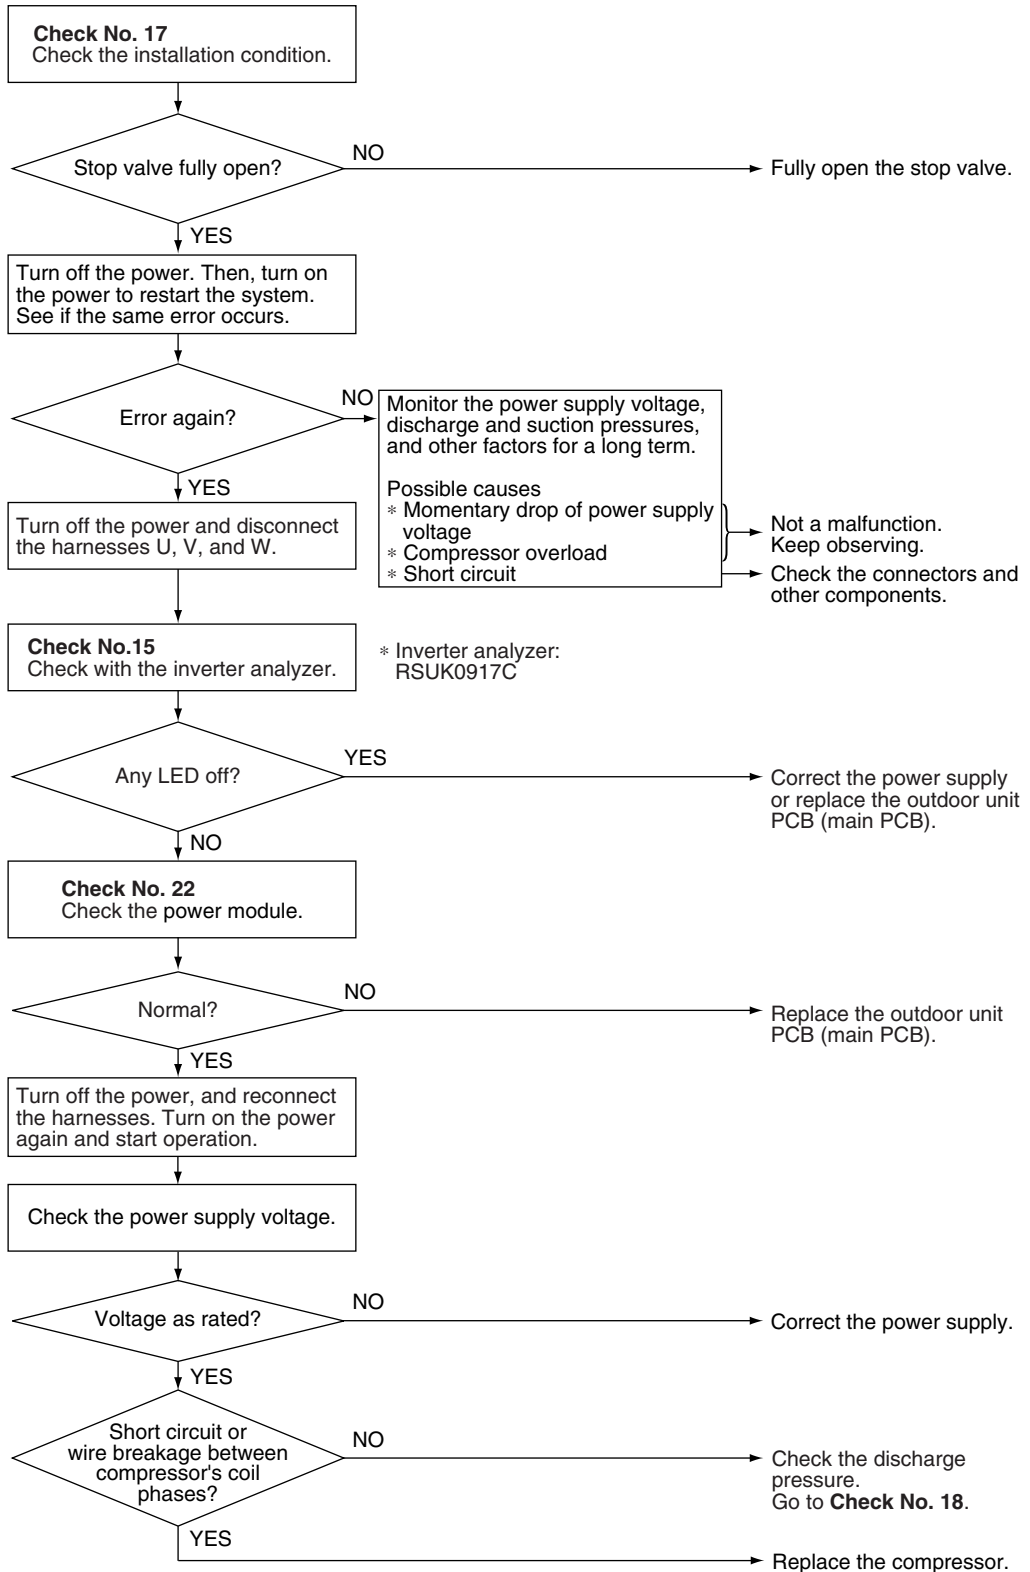 Check No. 17
Check the installation condition.
Stop valve fully open?
NO
Fully open the stop valve.
YES
Turn off the power. Then, turn on
the power to restart the system.
See if the same error occurs.
Error again?
NO
Monitor the power supply voltage,
discharge and suction pressures,
and other factors for a long term.
Possible causes
* Momentary drop of power supply
voltage
* Compressor overload
* Short circuit
Not a malfunction.
Keep observing.
Check the connectors and
other components.
YES
Turn off the power and disconnect
the harnesses U, V, and W.
Check No.15
Check with the inverter analyzer.
* Inverter analyzer:
RSUK0917C
Any LED off?
YES
Correct the power supply
or replace the outdoor unit
PCB (main PCB).
NO
Check No. 22
Check the power module.
Normal?
NO
Replace the outdoor unit
PCB (main PCB).
YES
Turn off the power, and reconnect
the harnesses. Turn on the power
again and start operation.
Check the power supply voltage.
Voltage as rated?
NO
Correct the power supply.
YES
Short circuit or
wire breakage between
compressor's coil
phases?
NO
Check the discharge
pressure.
Go to Check No. 18.
YES
Replace the compressor.